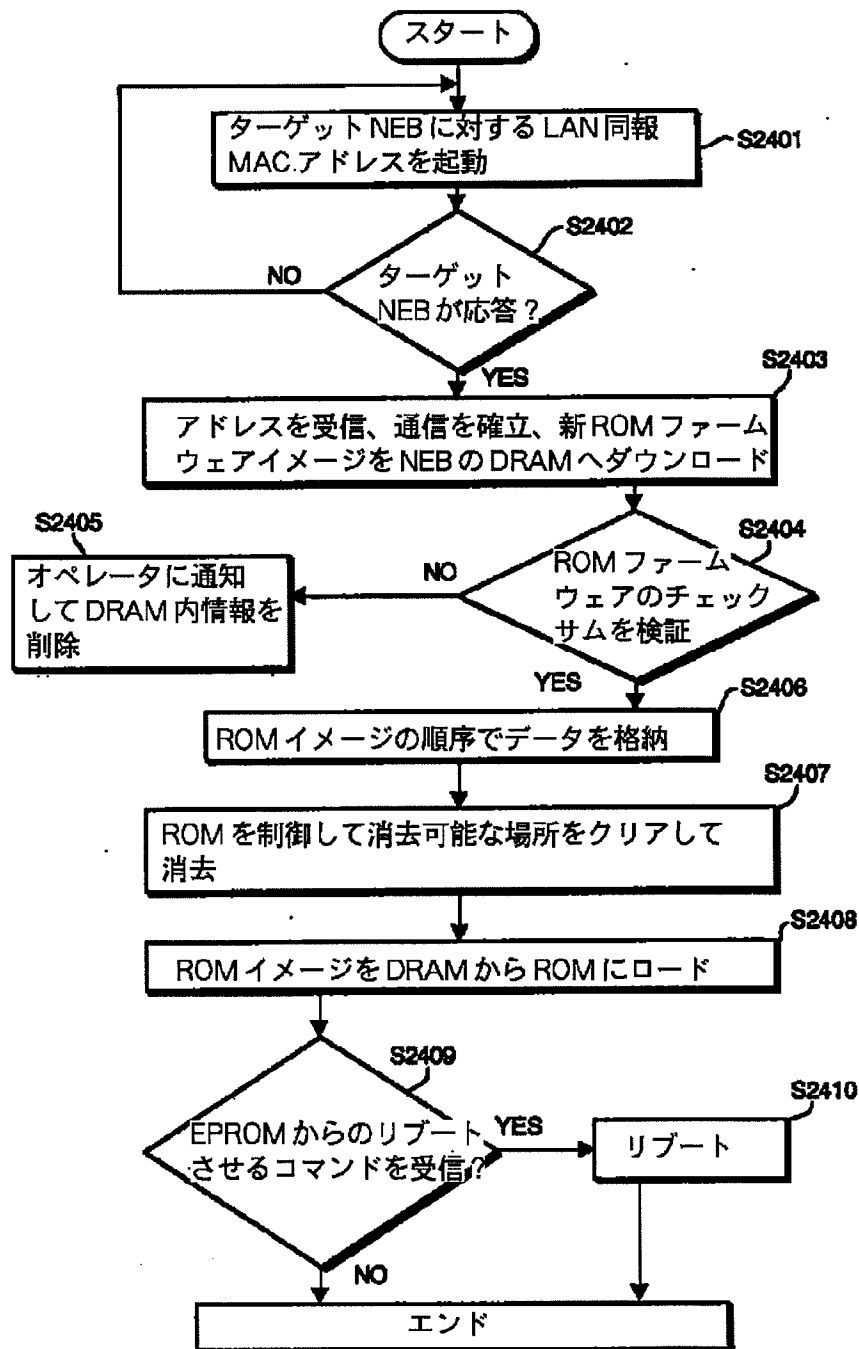 スタート
ターゲットNEBに対するLAN同報
MAC.アドレスを起動
S2401
S2402
ターゲット
NEBが応答?
NO
YES
S2403
アドレスを受信、通信を確立、新ROMファーム
ウェアイメージをNEBのDRAMへダウンロード
S2404
ROMファーム
ウェアのチェック
サムを検証
NO
S2405
オペレータに通知
してDRAM内情報を
削除
YES
S2406
ROMイメージの順序でデータを格納
S2407
ROMを制御して消去可能な場所をクリアして
消去
S2408
ROMイメージをDRAMからROMにロード
S2409
EPROMからのリブート
させるコマンドを受信?
YES
S2410
リブート
NO
エンド